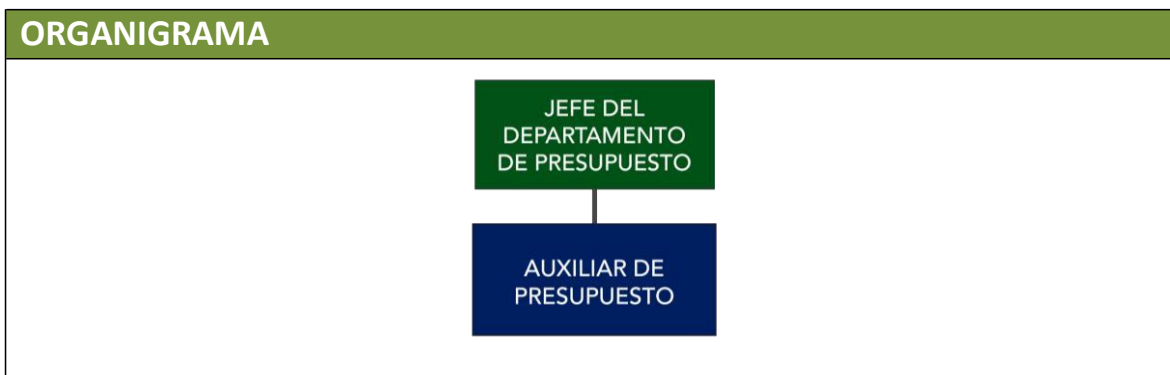 ORGANIGRAMA
JEFE DEL
DEPARTAMENTO
DE PRESUPUESTO
AUXILIAR DE
PRESUPUESTO